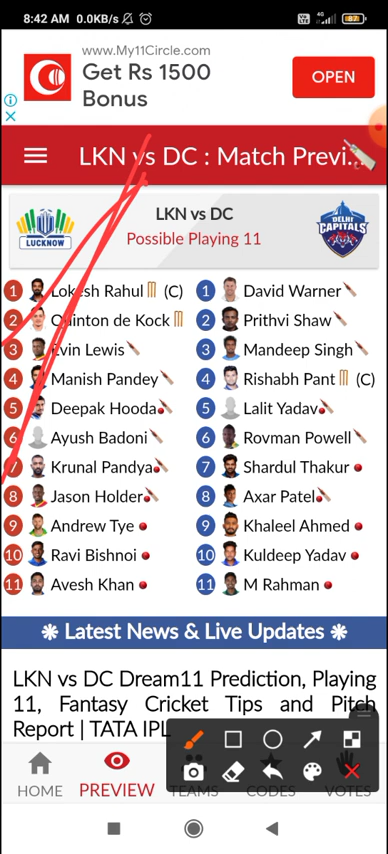 8:42 AM 0.0KB/s
4G
87
www.My11Circle.com
Get Rs 1500
Bonus
OPEN
LKN vs DC : Match Previ...
LKN vs DC
Possible Playing 11
LUCKNOW
DELHI
CAPITALS
1 Lokesh Rahul (C)
1 David Warner
2 Quinton de Kock
2 Prithvi Shaw
3 Evin Lewis
3 Mandeep Singh
4 Manish Pandey
4 Rishabh Pant (C)
5 Deepak Hooda
5 Lalit Yadav
6 Ayush Badoni
6 Rovman Powell
7 Krunal Pandya
7 Shardul Thakur
8 Jason Holder
8 Axar Patel
9 Andrew Tye
9 Khaleel Ahmed
10 Ravi Bishnoi
10 Kuldeep Yadav
11 Avesh Khan
11 M Rahman
Latest News & Live Updates
LKN vs DC Dream11 Prediction, Playing
11, Fantasy Cricket Tips and Pitch
Report | TATA IPL
HOME PREVIEW TEAMS CODES VOTES